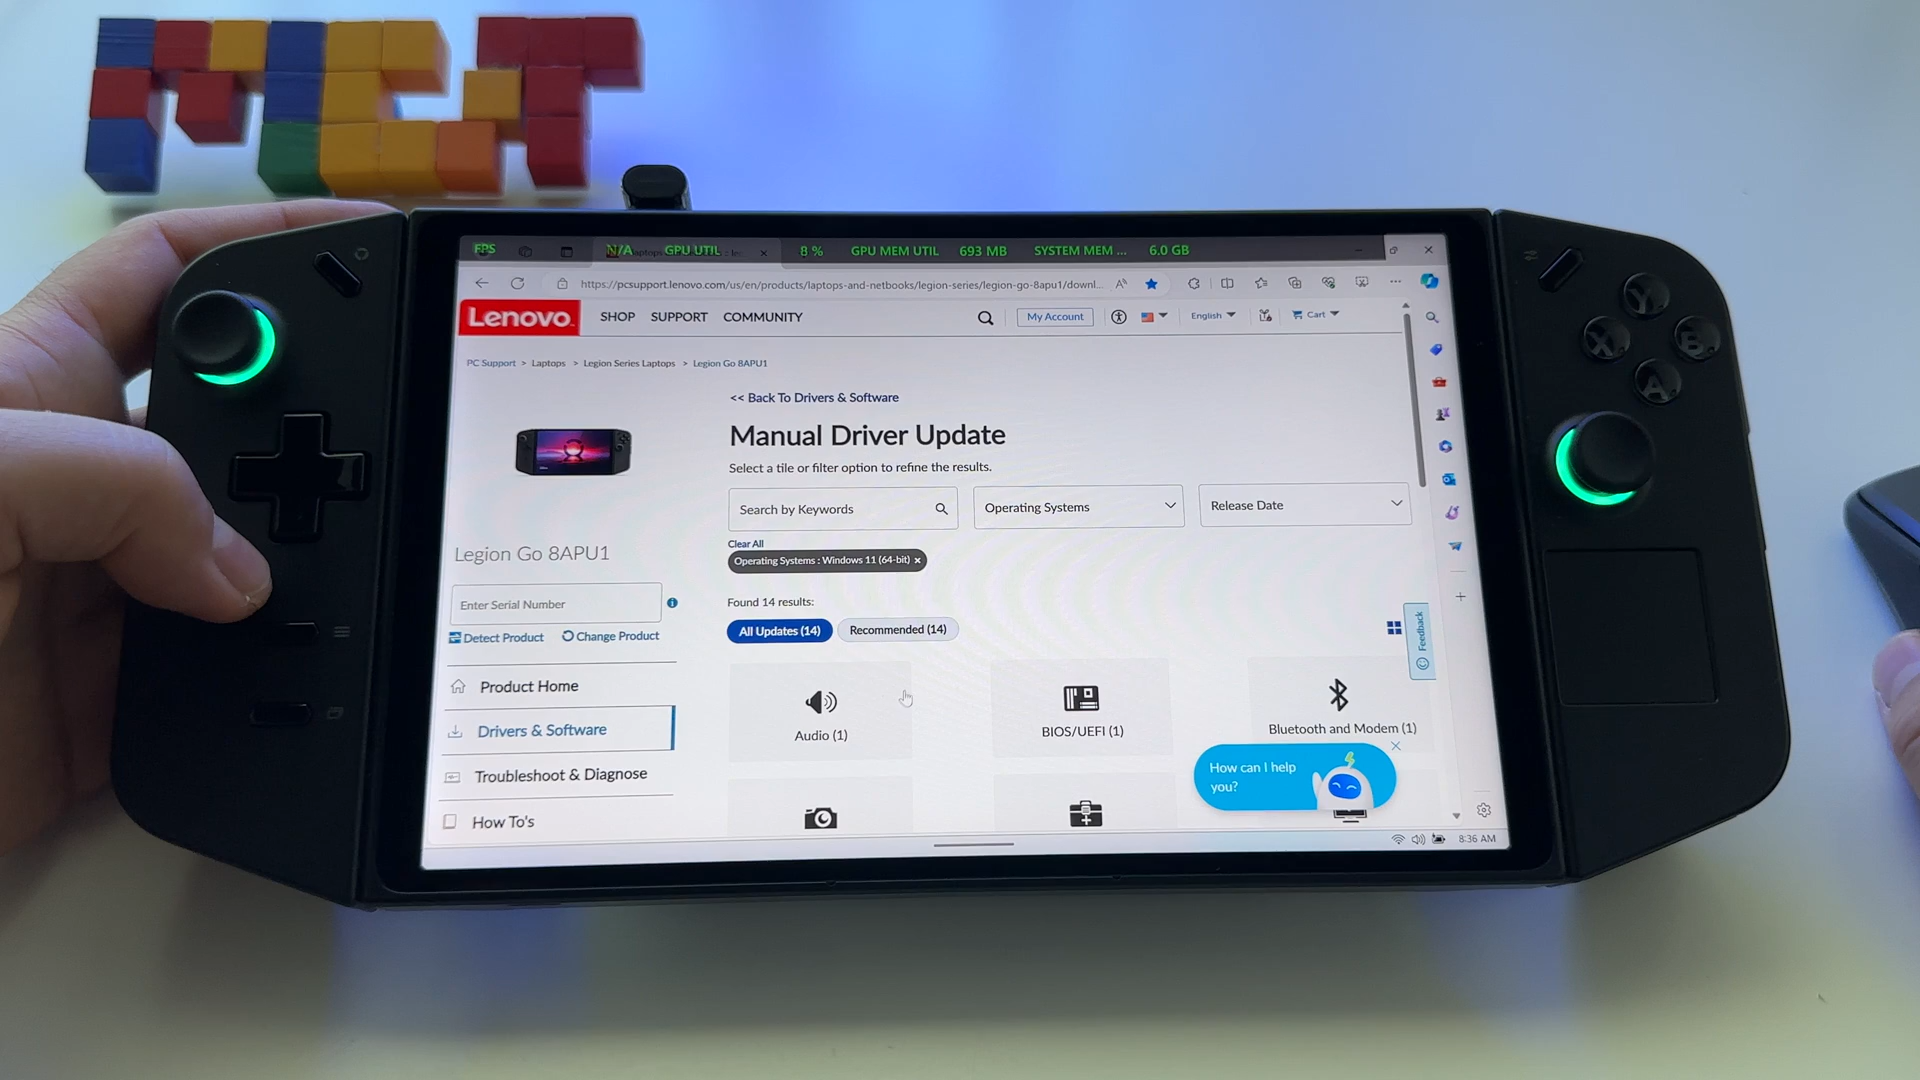 FPS N/A GPU UTIL 8 % GPU MEM UTIL 693 MB SYSTEM MEM ... 6.0 GB
https://pcsupport.lenovo.com/us/en/products/laptops-and-netbooks/legion-series/legion-go-8apu1/downl...
Lenovo SHOP SUPPORT COMMUNITY My Account English Cart
PC Support > Laptops > Legion Series Laptops > Legion Go 8APU1
<< Back To Drivers & Software
Manual Driver Update
Select a tile or filter option to refine the results.
Search by Keywords
Operating Systems
Release Date
Clear All
Operating Systems : Windows 11 (64-bit) ×
Found 14 results:
All Updates (14)
Recommended (14)
Feedback
Audio (1)
BIOS/UEFI (1)
Bluetooth and Modem (1)
How can I help
you?
Legion Go 8APU1
Enter Serial Number
Detect Product
Change Product
Product Home
Drivers & Software
Troubleshoot & Diagnose
How To's
8:36 AM
Y
X
B
A